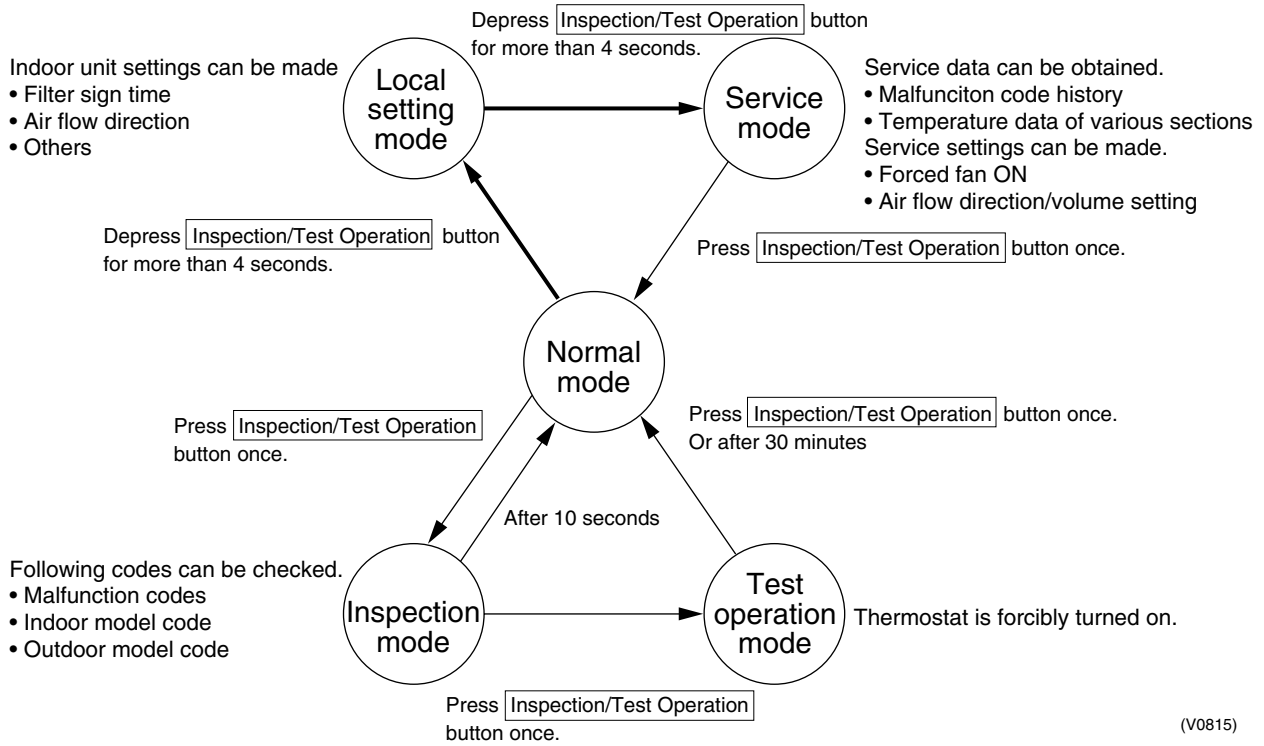 Depress Inspection/Test Operation button
for more than 4 seconds.
Indoor unit settings can be made
• Filter sign time
• Air flow direction
• Others
Local
setting
mode
Service
mode
Service data can be obtained.
• Malfunciton code history
• Temperature data of various sections
Service settings can be made.
• Forced fan ON
• Air flow direction/volume setting
Depress Inspection/Test Operation button
for more than 4 seconds.
Press Inspection/Test Operation button once.
Normal
mode
Press Inspection/Test Operation
button once.
Press Inspection/Test Operation button once.
Or after 30 minutes
After 10 seconds
Following codes can be checked.
• Malfunction codes
• Indoor model code
• Outdoor model code
Inspection
mode
Test
operation
mode
Thermostat is forcibly turned on.
Press Inspection/Test Operation
button once.
(V0815)